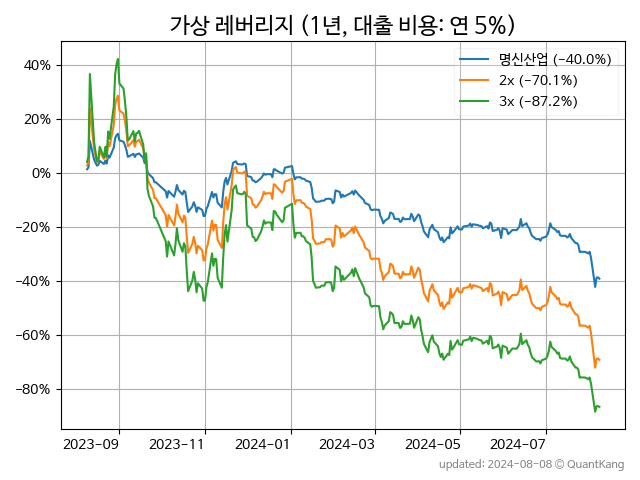 가상 레버리지 (1년, 대출 비용: 연 5%)
명신산업 (-40.0%)
2x (-70.1%)
3x (-87.2%)
40%
20%
0%
−20%
−40%
−60%
−80%
2023-09 2023-11 2024-01 2024-03 2024-05 2024-07
updated: 2024-08-08 © QuantKang